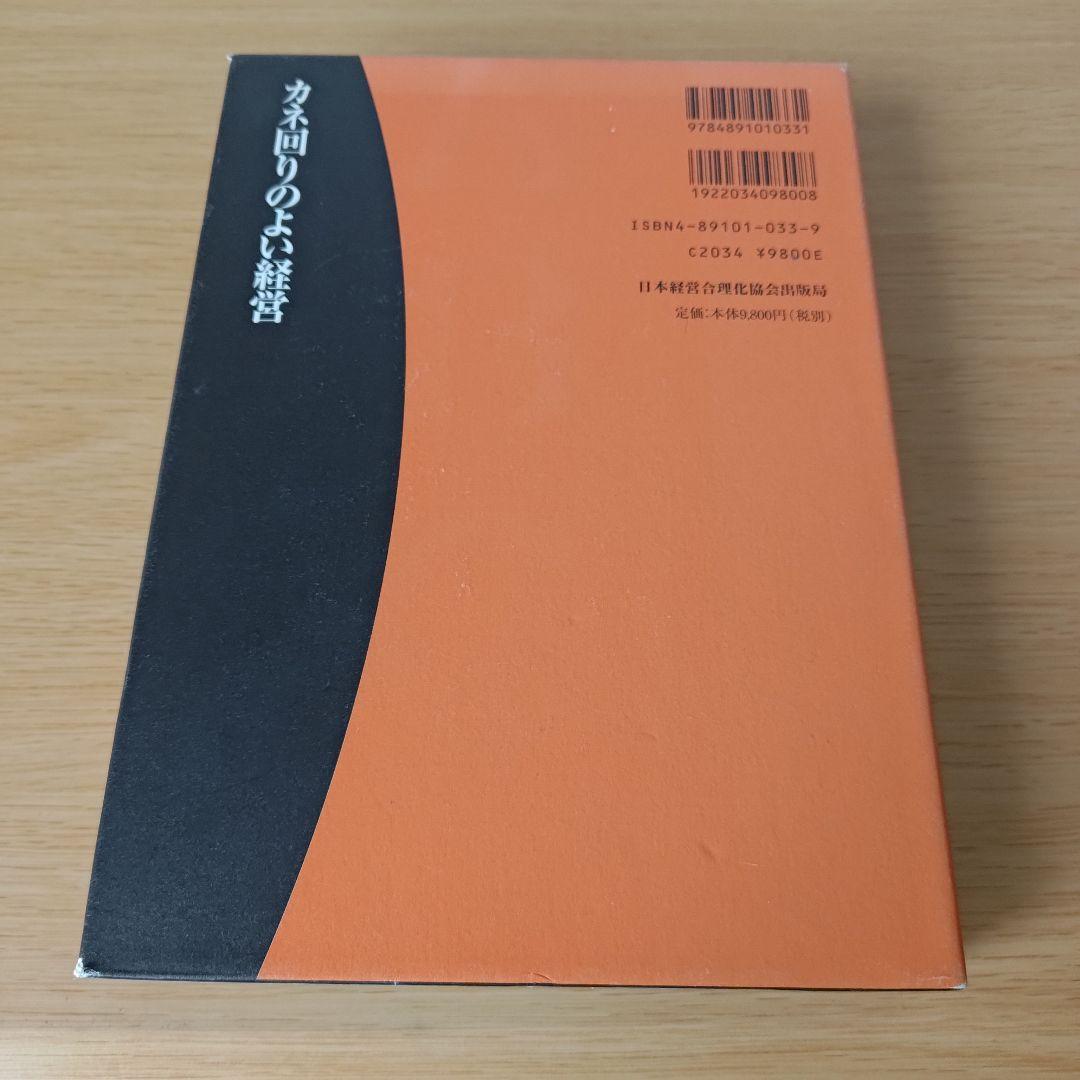 カネ回りのよい経営
9784891010331
1922034098008
ISBN4-89101-033-9
C2034 ¥9800E
日本経営合理化協会出版局
定価:本体9,800円(税別)